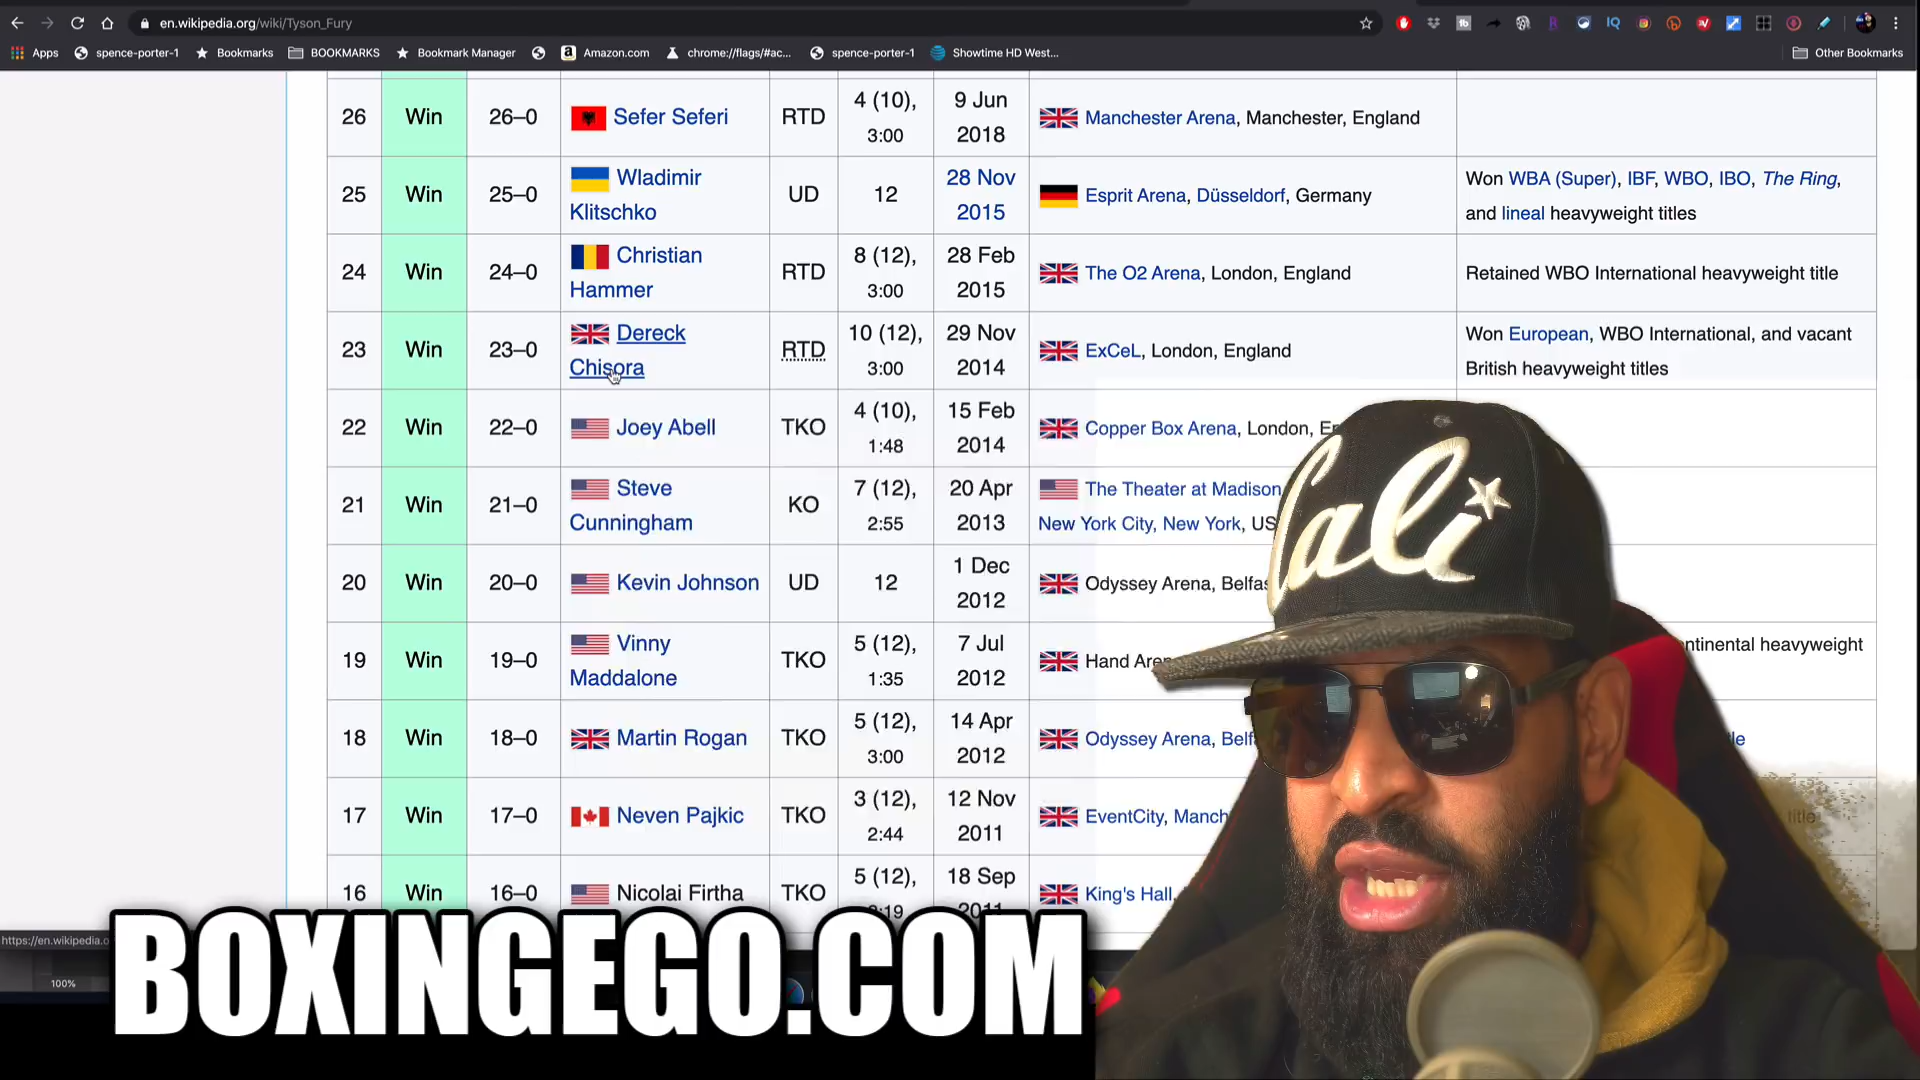 en.wikipedia.org/wiki/Tyson_Fury
Apps spence-porter-1 Bookmarks BOOKMARKS Bookmark Manager Amazon.com chrome://flags/#ac... spence-porter-1 Showtime HD West... Other Bookmarks
26 Win 26–0 Sefer Seferi RTD 4 (10), 3:00 9 Jun 2018 Manchester Arena, Manchester, England
25 Win 25–0 Wladimir Klitschko UD 12 28 Nov 2015 Esprit Arena, Düsseldorf, Germany Won WBA (Super), IBF, WBO, IBO, The Ring, and lineal heavyweight titles
24 Win 24–0 Christian Hammer RTD 8 (12), 3:00 28 Feb 2015 The O2 Arena, London, England Retained WBO International heavyweight title
23 Win 23–0 Dereck Chisora RTD 10 (12), 3:00 29 Nov 2014 ExCeL, London, England Won European, WBO International, and vacant British heavyweight titles
22 Win 22–0 Joey Abell TKO 4 (10), 1:48 15 Feb 2014 Copper Box Arena, London,
21 Win 21–0 Steve Cunningham KO 7 (12), 2:55 20 Apr 2013 The Theater at Madison New York City, New York, US
20 Win 20–0 Kevin Johnson UD 12 1 Dec 2012 Odyssey Arena, Belfas
19 Win 19–0 Vinny Maddalone TKO 5 (12), 1:35 7 Jul 2012 Hand Are ntinental heavyweight
18 Win 18–0 Martin Rogan TKO 5 (12), 3:00 14 Apr 2012 Odyssey Arena, Belf le
17 Win 17–0 Neven Pajkic TKO 3 (12), 2:44 12 Nov 2011 EventCity, Manch title
16 Win 16–0 Nicolai Firtha TKO 5 (12), 18 Sep King's Hall,
https://en.wikipedia.o
100%
BOXINGEGO.COM
Cali